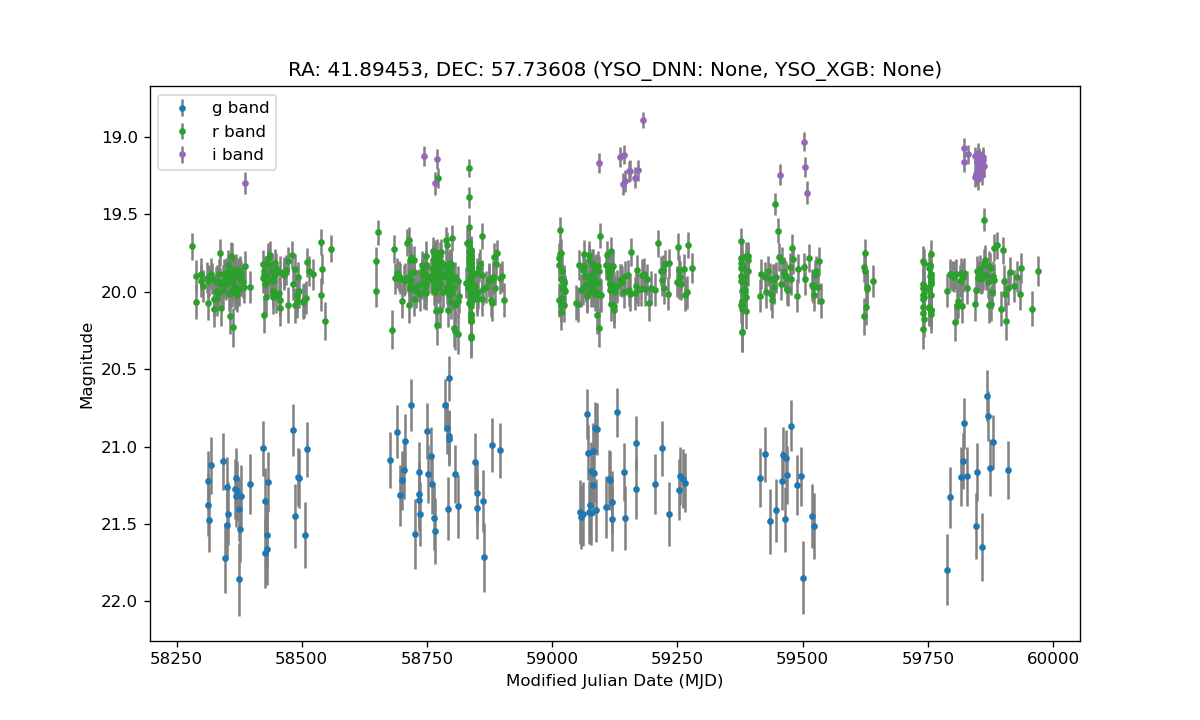 RA: 41.89453, DEC: 57.73608 (YSO_DNN: None, YSO_XGB: None)
g band
r band
i band
19.0
19.5
20.0
20.5
21.0
21.5
22.0
Magnitude
58250 58500 58750 59000 59250 59500 59750 60000
Modified Julian Date (MJD)